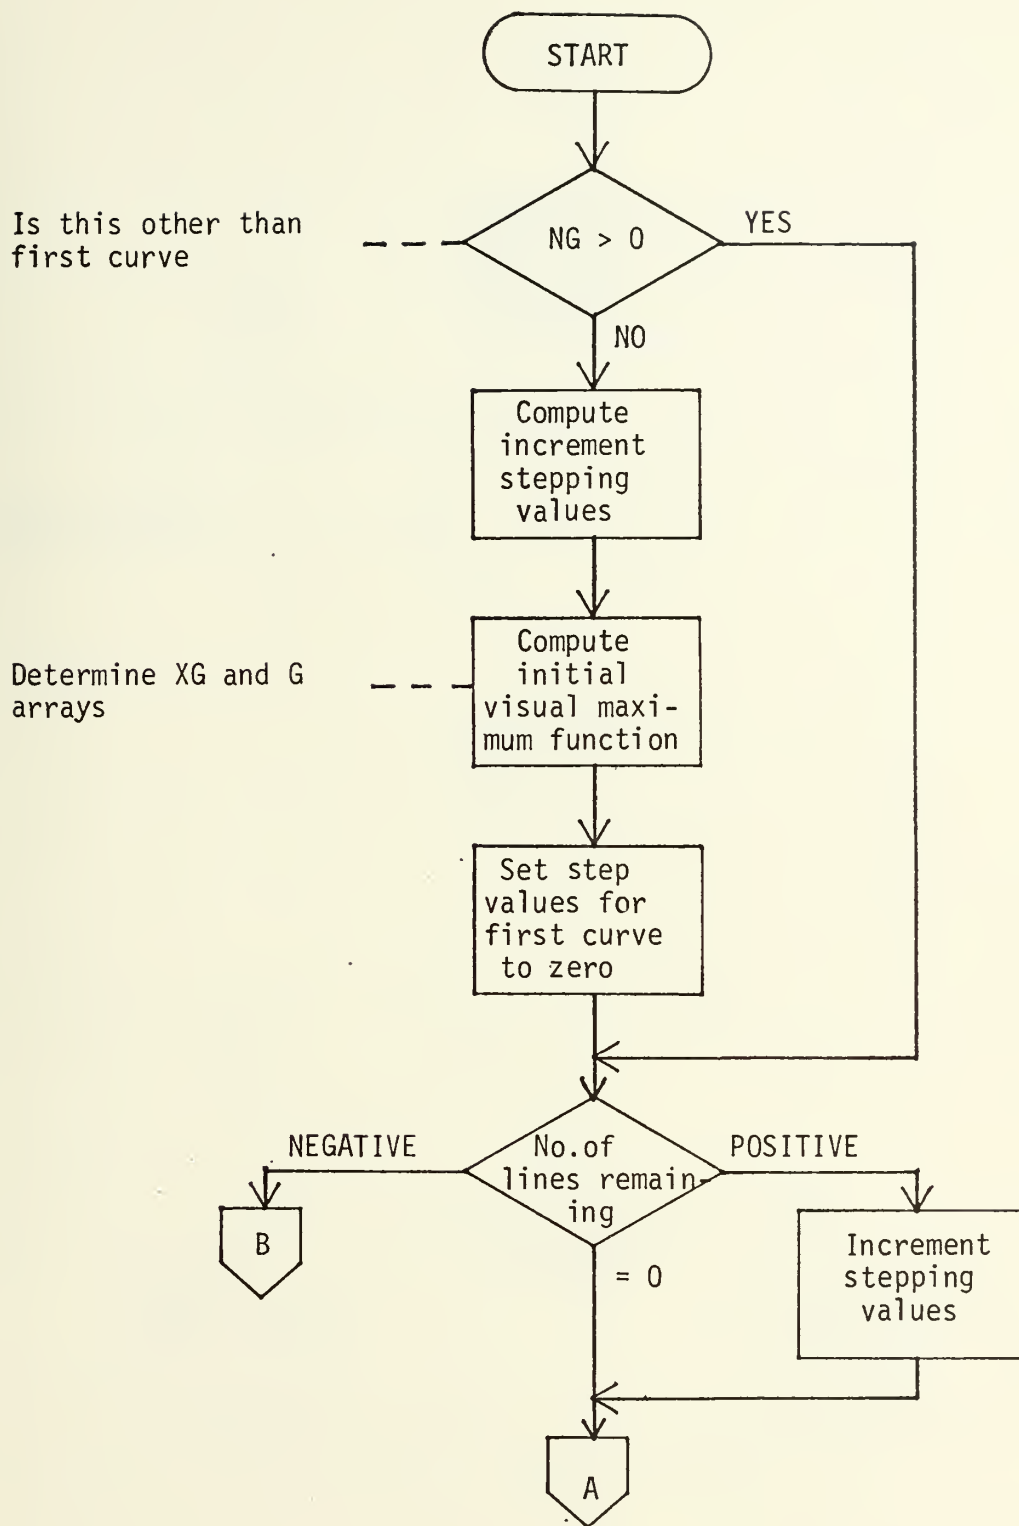 START
Is this other than
first curve
NG > 0
YES
NO
Compute
increment
stepping
values
Determine XG and G
arrays
Compute
initial
visual maxi-
mum function
Set step
values for
first curve
to zero
NEGATIVE
No.of
lines remain-
ing
POSITIVE
B
= 0
Increment
stepping
values
A